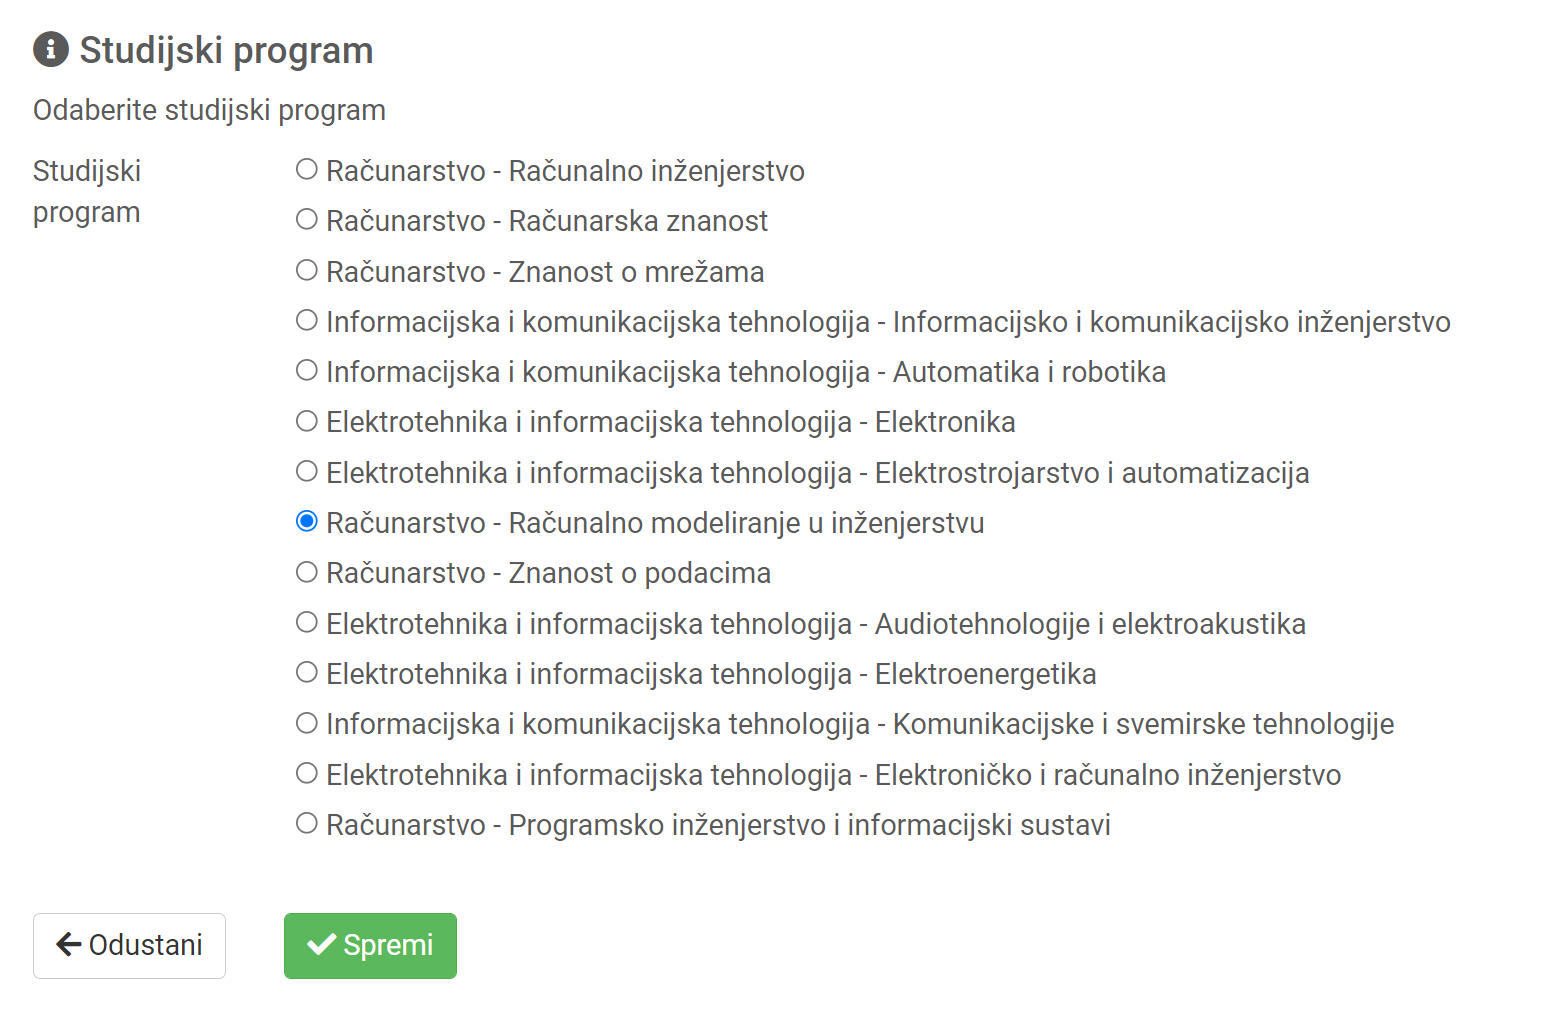 Studijski program
Odaberite studijski program
Studijski
program
Računarstvo - Računalno inženjerstvo
Računarstvo - Računarska znanost
Računarstvo - Znanost o mrežama
Informacijska i komunikacijska tehnologija - Informacijsko i komunikacijsko inženjerstvo
Informacijska i komunikacijska tehnologija - Automatika i robotika
Elektrotehnika i informacijska tehnologija - Elektronika
Elektrotehnika i informacijska tehnologija - Elektrostrojarstvo i automatizacija
Računarstvo - Računalno modeliranje u inženjerstvu
Računarstvo - Znanost o podacima
Elektrotehnika i informacijska tehnologija - Audiotehnologije i elektroakustika
Elektrotehnika i informacijska tehnologija - Elektroenergetika
Informacijska i komunikacijska tehnologija - Komunikacijske i svemirske tehnologije
Elektrotehnika i informacijska tehnologija - Elektroničko i računalno inženjerstvo
Računarstvo - Programsko inženjerstvo i informacijski sustavi
Odustani
Spremi